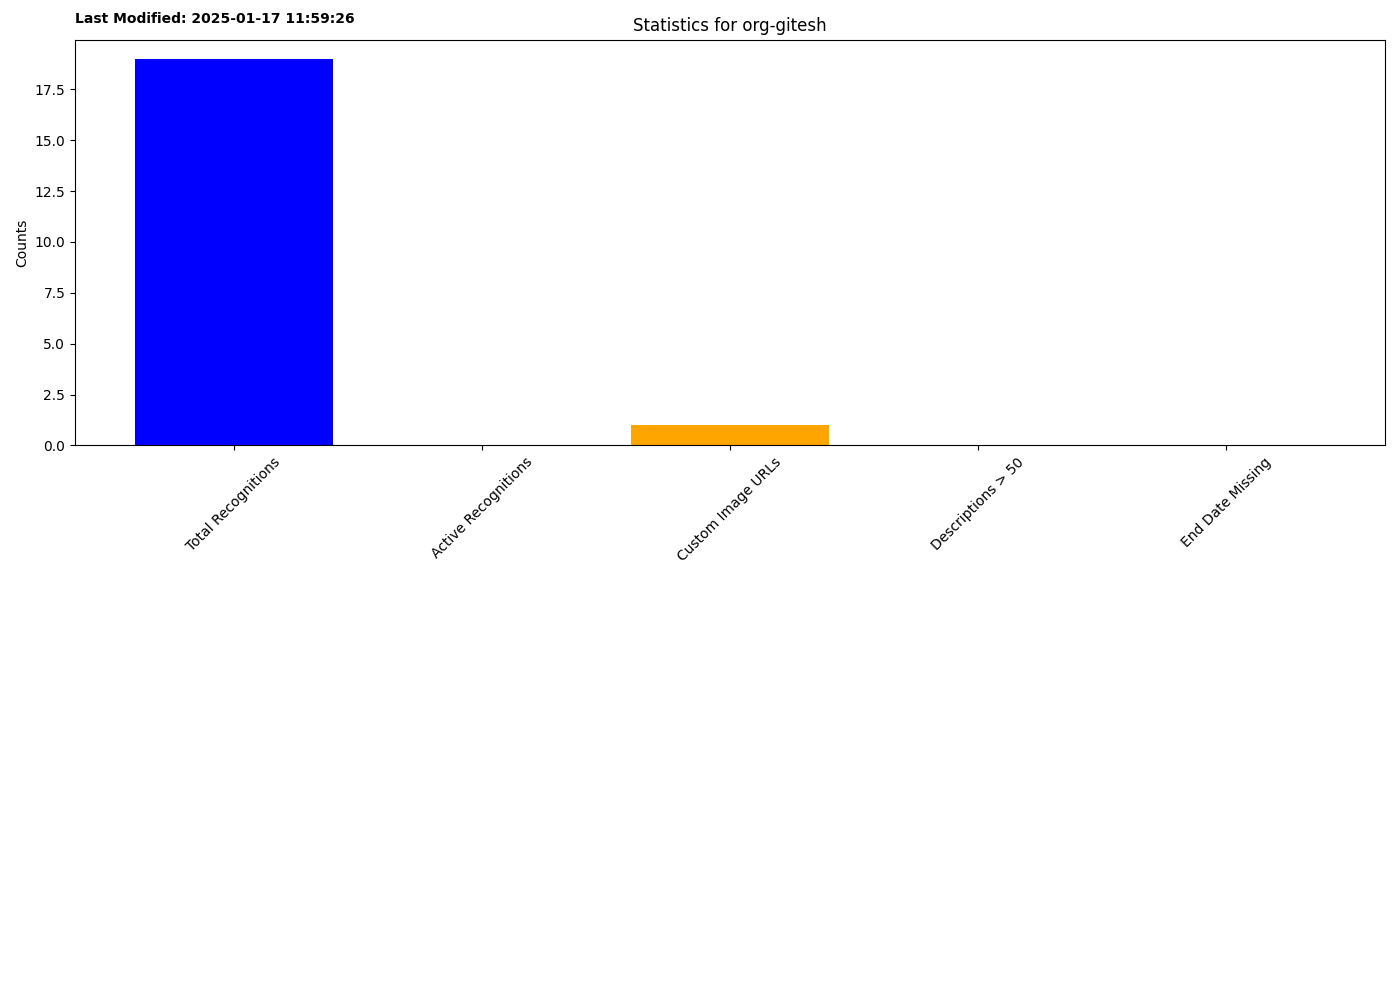 Last Modified: 2025-01-17 11:59:26
Statistics for org-gitesh
Counts
17.5
15.0
12.5
10.0
7.5
5.0
2.5
0.0
Total Recognitions
Active Recognitions
Custom Image URLs
Descriptions > 50
End Date Missing